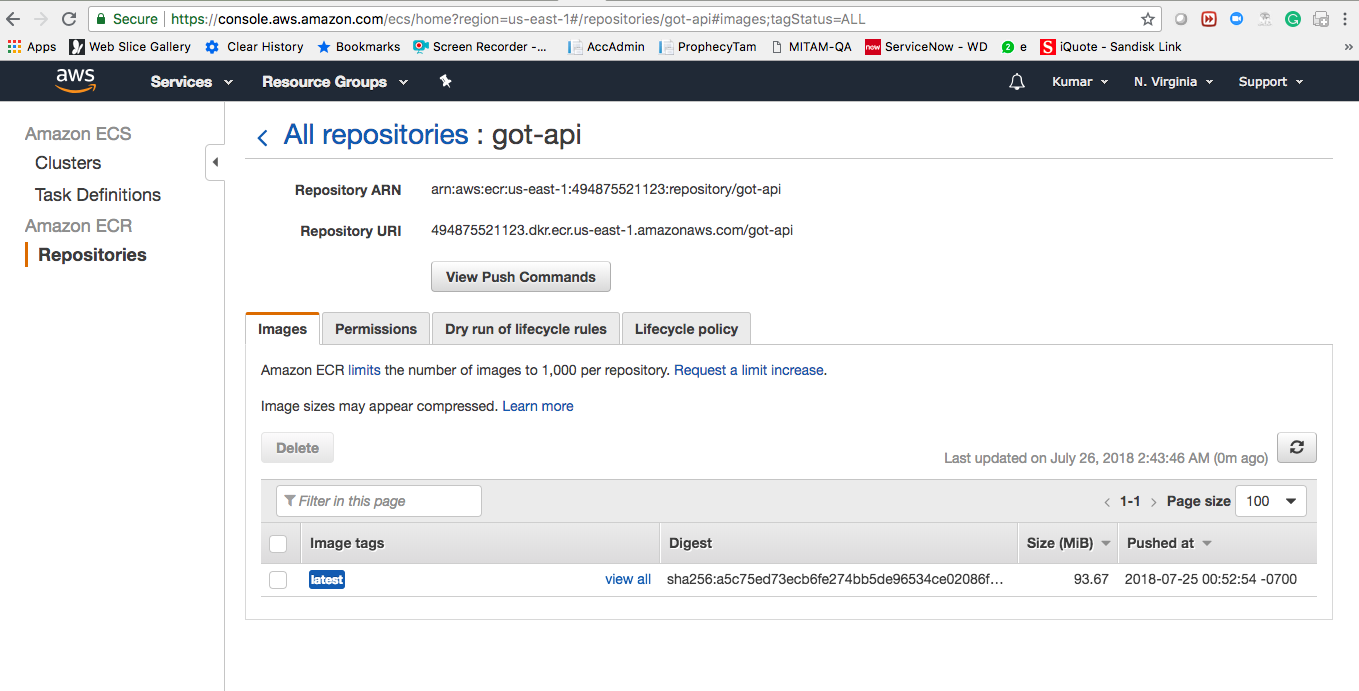 Secure https://console.aws.amazon.com/ecs/home?region=us-east-1#/repositories/got-api#images;tagStatus=ALL
Apps Web Slice Gallery Clear History Bookmarks Screen Recorder -... AccAdmin ProphecyTam MITAM-QA now ServiceNow - WD 2 e S iQuote - Sandisk Link »
aws Services Resource Groups Kumar N. Virginia Support
Amazon ECS
Clusters
Task Definitions
Amazon ECR
Repositories
All repositories : got-api
Repository ARN arn:aws:ecr:us-east-1:494875521123:repository/got-api
Repository URI 494875521123.dkr.ecr.us-east-1.amazonaws.com/got-api
View Push Commands
Images Permissions Dry run of lifecycle rules Lifecycle policy
Amazon ECR limits the number of images to 1,000 per repository. Request a limit increase.
Image sizes may appear compressed. Learn more
Delete
Last updated on July 26, 2018 2:43:46 AM (0m ago)
Filter in this page < 1-1 > Page size 100
Image tags Digest Size (MiB) Pushed at
latest view all sha256:a5c75ed73ecb6fe274bb5de96534ce02086f… 93.67 2018-07-25 00:52:54 -0700